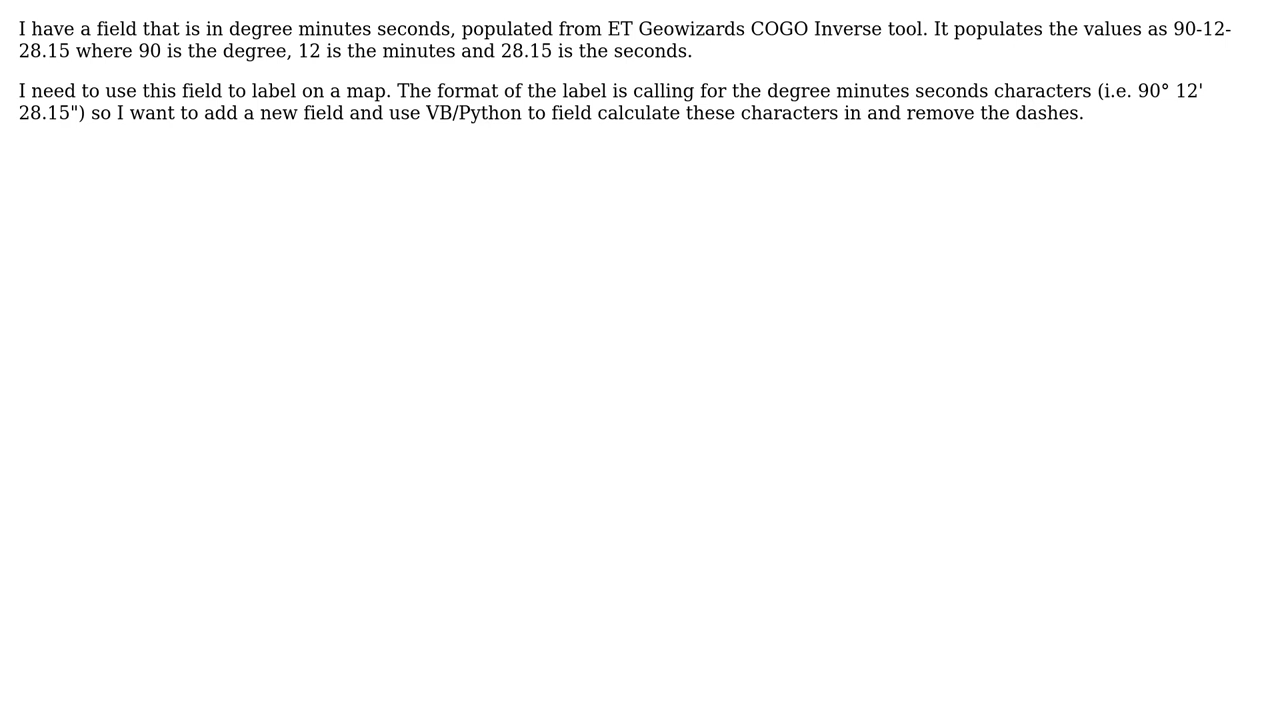 I have a field that is in degree minutes seconds, populated from ET Geowizards COGO Inverse tool. It populates the values as 90-12-
28.15 where 90 is the degree, 12 is the minutes and 28.15 is the seconds.
I need to use this field to label on a map. The format of the label is calling for the degree minutes seconds characters (i.e. 90° 12'
28.15") so I want to add a new field and use VB/Python to field calculate these characters in and remove the dashes.